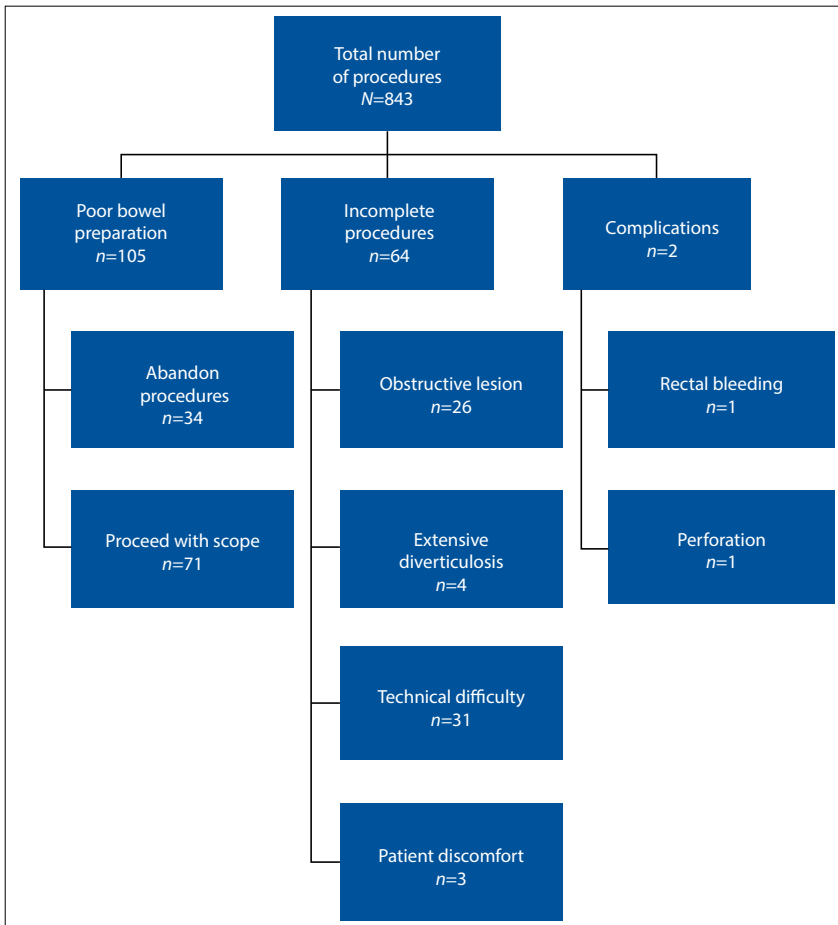 Total number
of procedures
N=843
Poor bowel
preparation
n=105
Incomplete
procedures
n=64
Complications
n=2
Abandon
procedures
n=34
Obstructive lesion
n=26
Rectal bleeding
n=1
Proceed with scope
n=71
Extensive
diverticulosis
n=4
Perforation
n=1
Technical difficulty
n=31
Patient discomfort
n=3